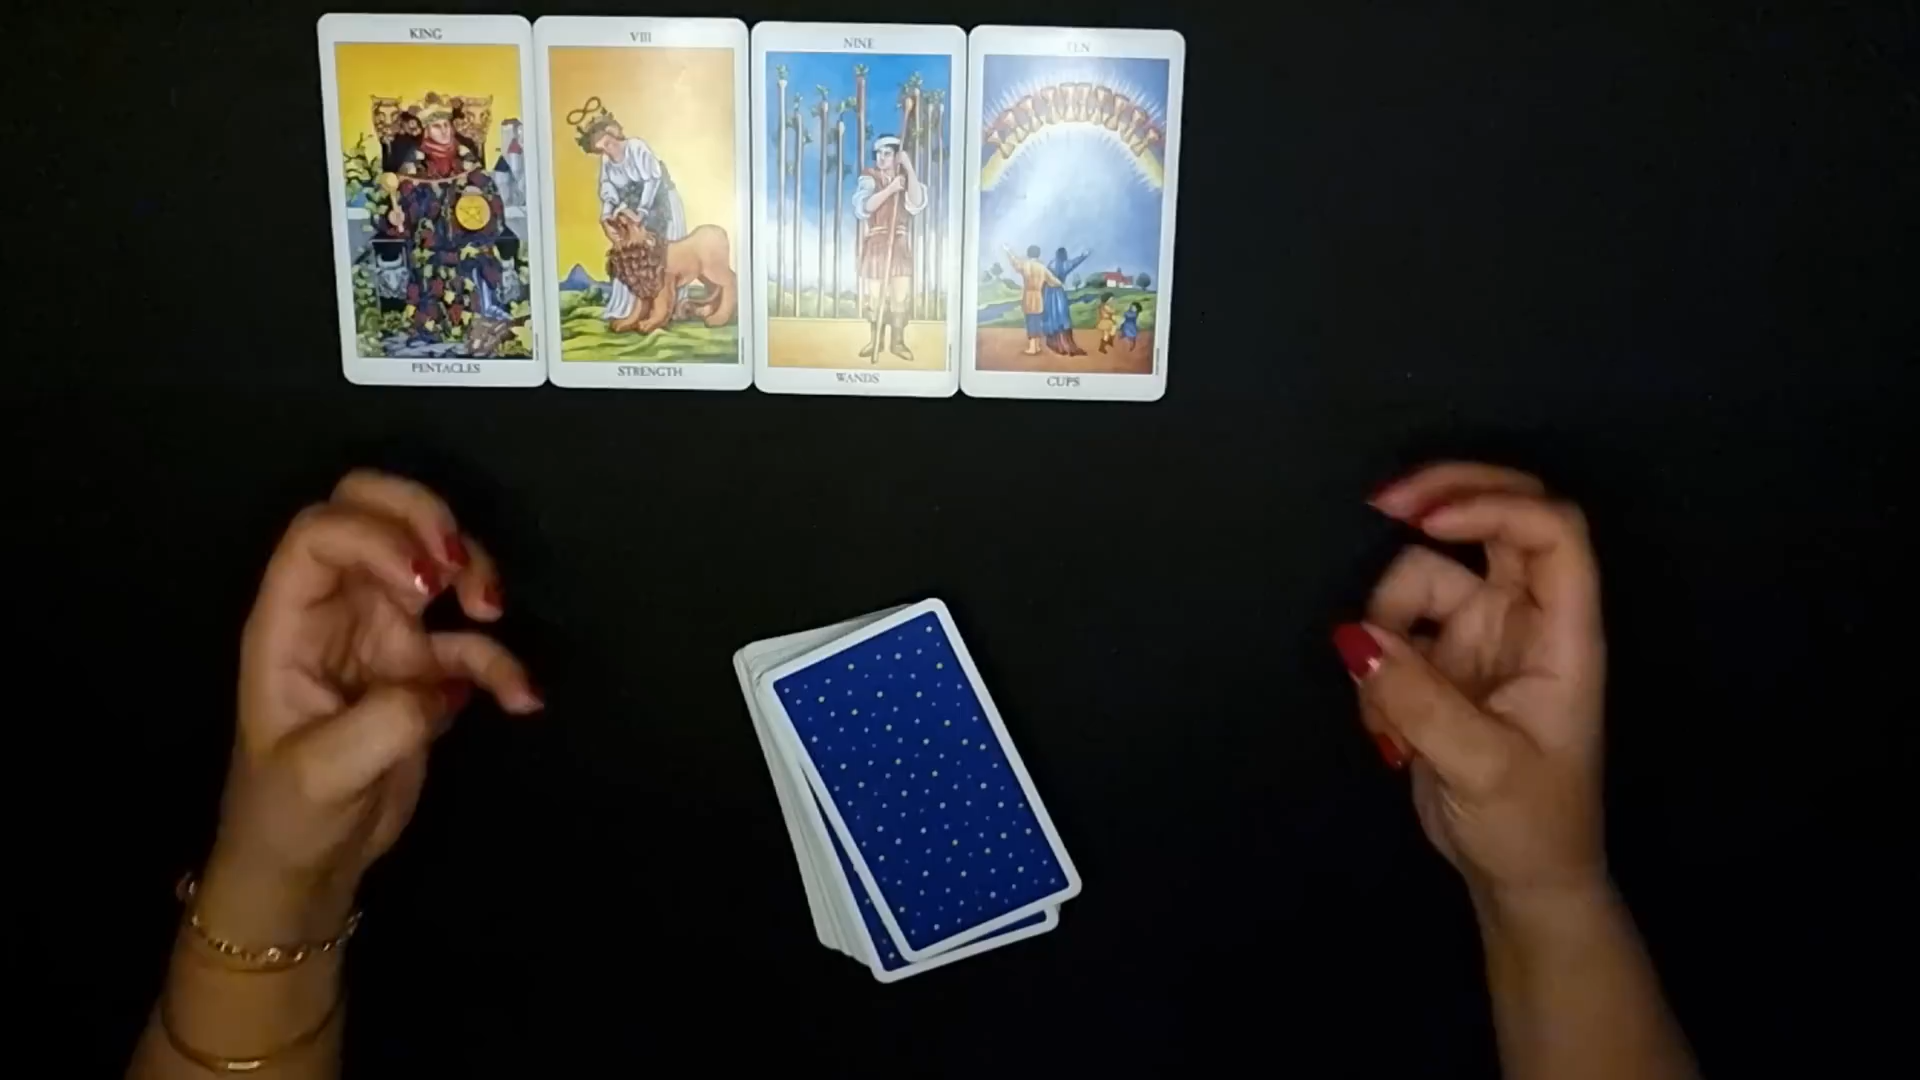 KING
PENTACLES
VIII
STRENGTH
NINE
WANDS
TEN
CUPS